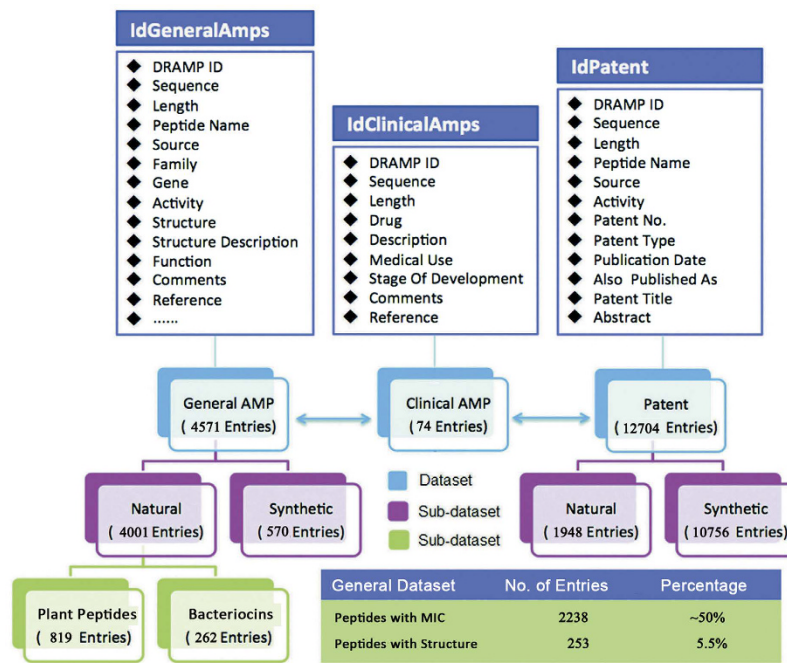 IdGeneralAmps
◆ DRAMP ID
◆ Sequence
◆ Length
◆ Peptide Name
◆ Source
◆ Family
◆ Gene
◆ Activity
◆ Structure
◆ Structure Description
◆ Function
◆ Comments
◆ Reference
◆ ......
IdClinicalAmps
◆ DRAMP ID
◆ Sequence
◆ Length
◆ Drug
◆ Description
◆ Medical Use
◆ Stage Of Development
◆ Comments
◆ Reference
IdPatent
◆ DRAMP ID
◆ Sequence
◆ Length
◆ Peptide Name
◆ Source
◆ Activity
◆ Patent No.
◆ Patent Type
◆ Publication Date
◆ Also Published As
◆ Patent Title
◆ Abstract
General AMP
( 4571 Entries)
Clinical AMP
( 74 Entries)
Patent
( 12704 Entries)
Natural
( 4001 Entries)
Synthetic
( 570 Entries)
Dataset
Sub-dataset
Sub-dataset
Natural
( 1948 Entries)
Synthetic
( 10756 Entries)
Plant Peptides
( 819 Entries)
Bacteriocins
( 262 Entries)
General Dataset No. of Entries Percentage
Peptides with MIC 2238 ~50%
Peptides with Structure 253 5.5%